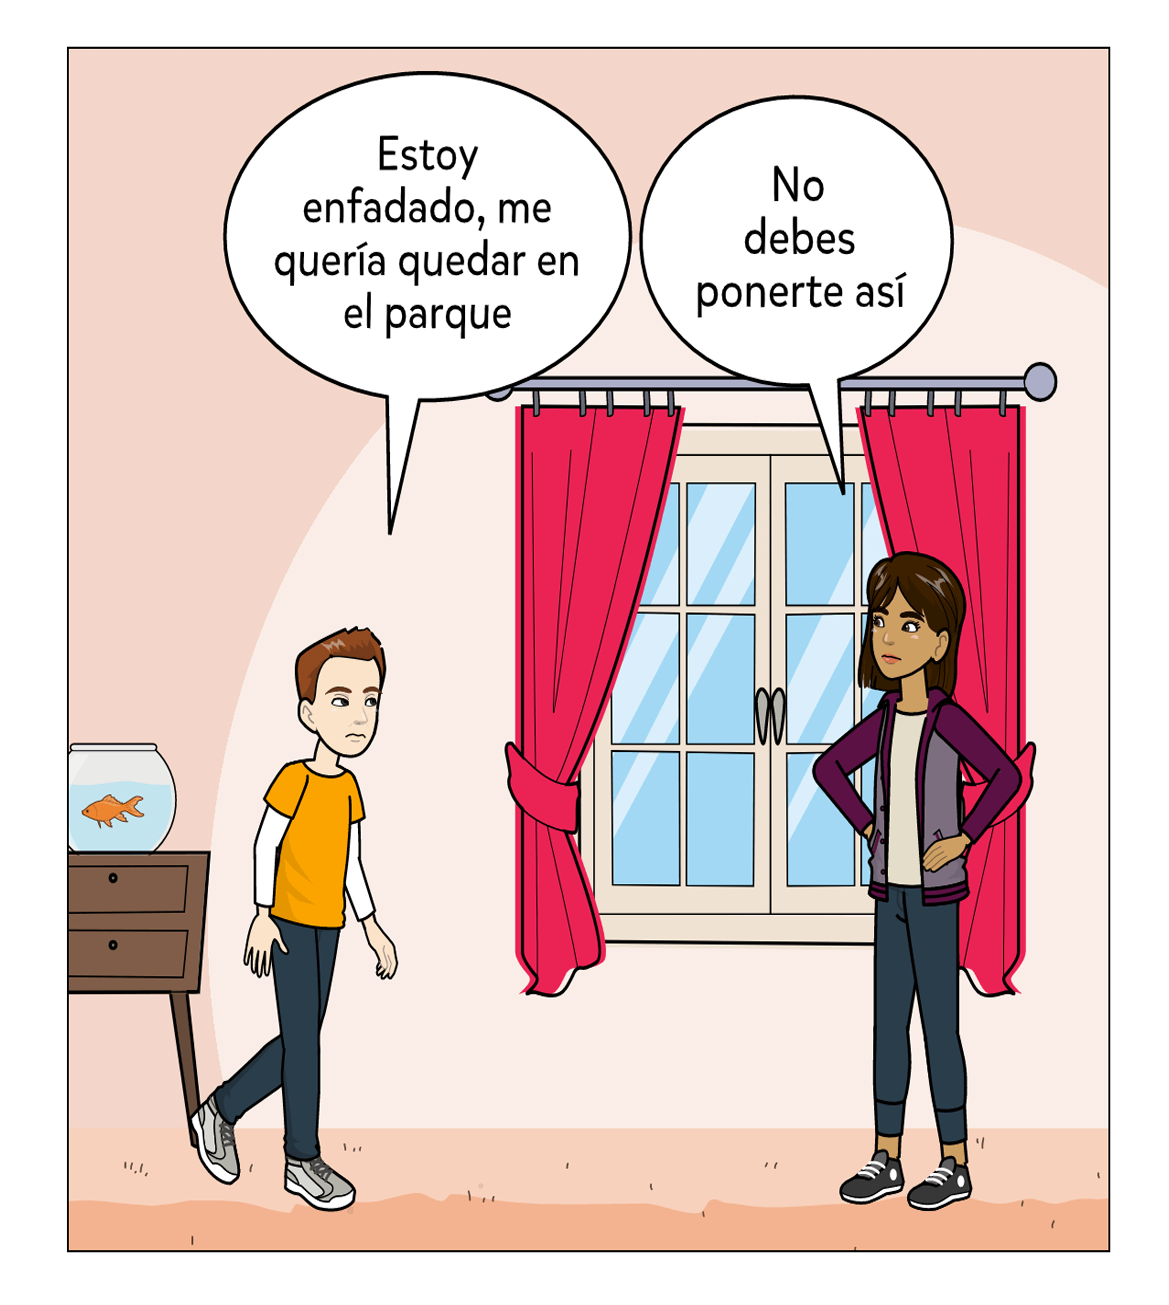 Estoy
enfadado, me
quería quedar en
el parque
No
debes
ponerte así